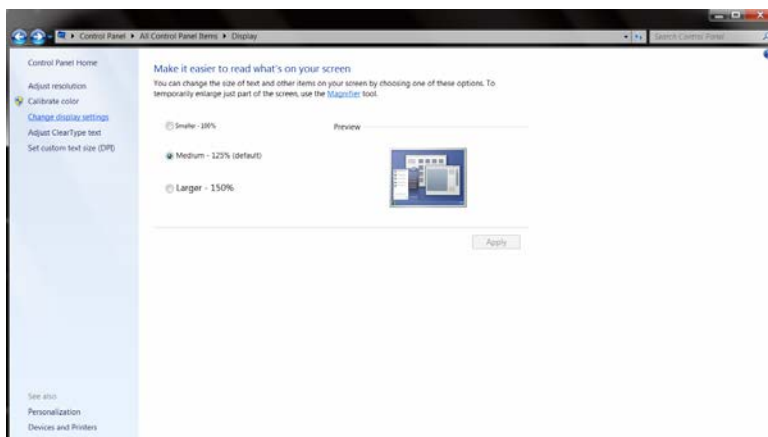 Control Panel ▸ All Control Panel Items ▸ Display
Search Control Panel
Control Panel Home
Adjust resolution
Calibrate color
Change display settings
Adjust ClearType text
Set custom text size (DPI)
Make it easier to read what's on your screen
You can change the size of text and other items on your screen by choosing one of these options. To
temporarily enlarge just part of the screen, use the Magnifier tool.
Smaller - 100%
Preview
Medium - 125% (default)
Larger - 150%
Apply
See also
Personalization
Devices and Printers